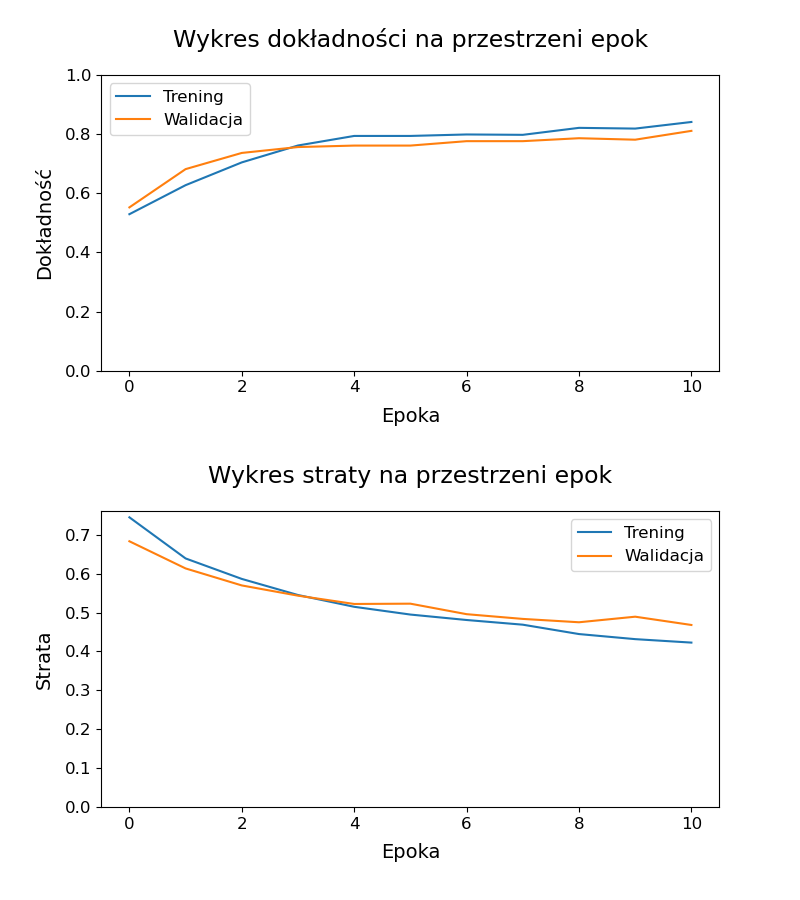 Wykres dokładności na przestrzeni epok
1.0
Trening
Walidacja
0.8
0.6
0.4
0.2
0.0
Dokładność
0 2 4 6 8 10
Epoka
Wykres straty na przestrzeni epok
Trening
Walidacja
0.7
0.6
0.5
0.4
0.3
0.2
0.1
0.0
Strata
0 2 4 6 8 10
Epoka